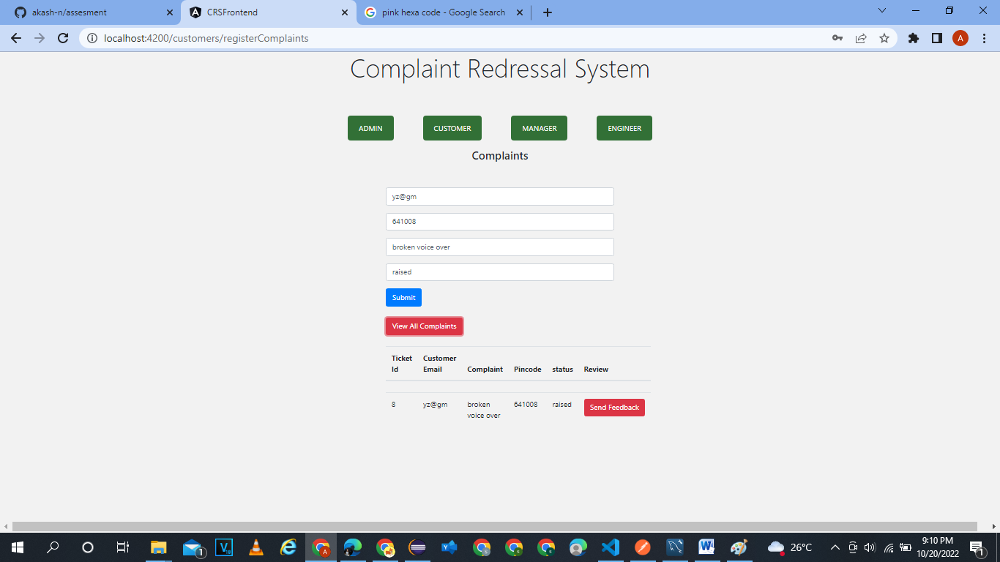 akash-n/assesment
CRSFrontend
pink hexa code - Google Search
localhost:4200/customers/registerComplaints
A
Complaint Redressal System
ADMIN CUSTOMER MANAGER ENGINEER
Complaints
yz@gm
641008
broken voice over
raised
Submit
View All Complaints
Ticket Id Customer Email Complaint Pincode status Review
8 yz@gm broken voice over 641008 raised Send Feedback
26°C
9:10 PM
10/20/2022